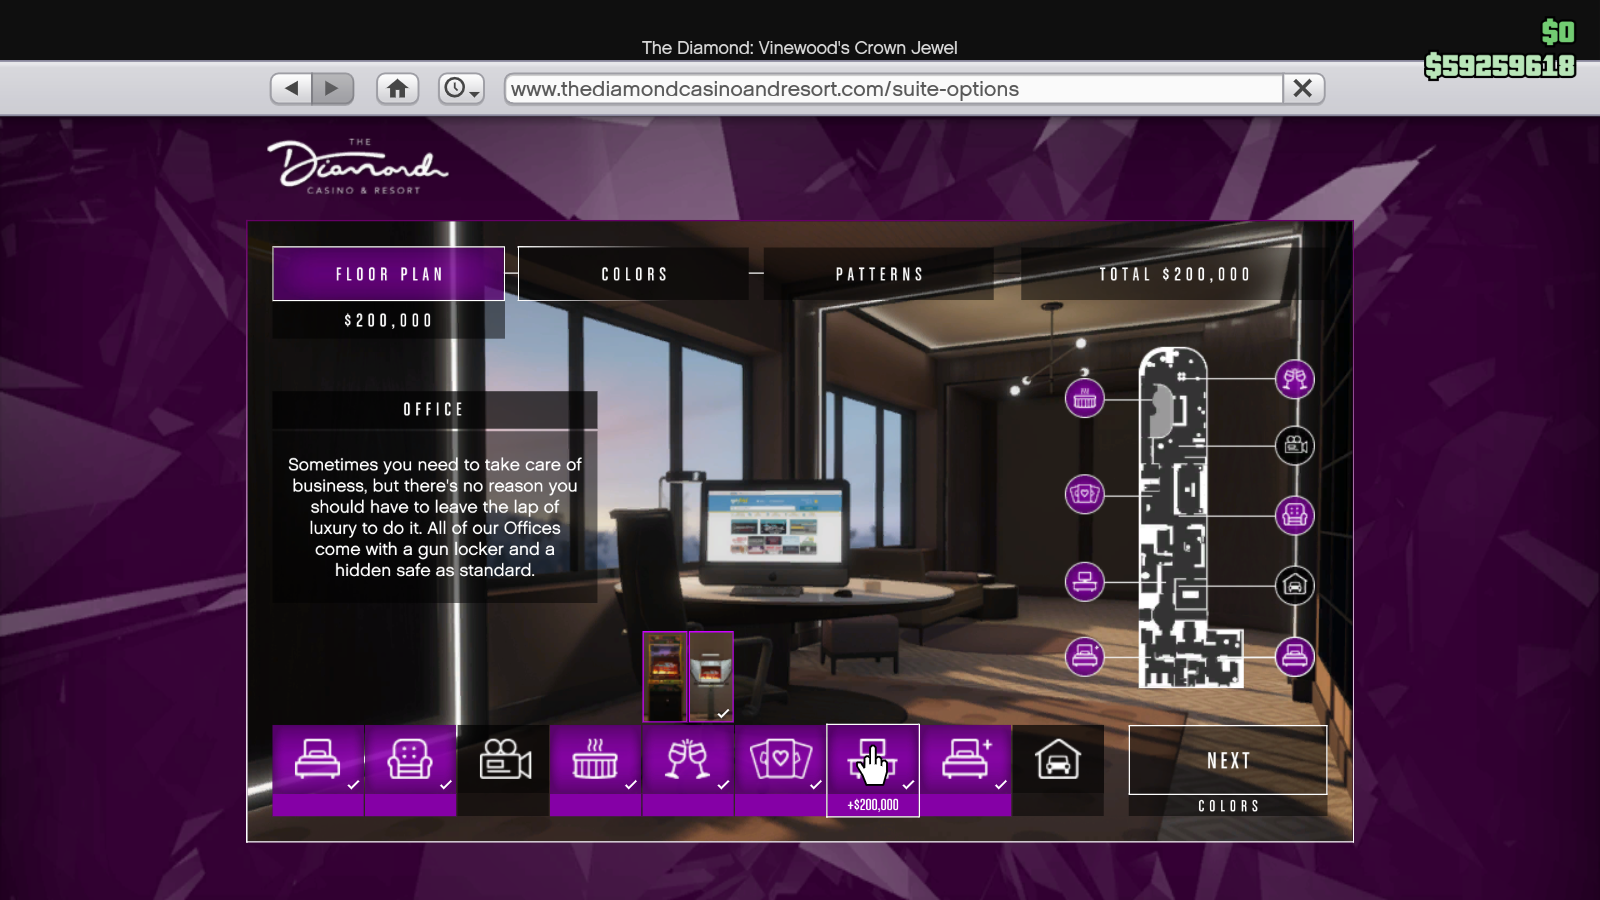 The Diamond: Vinewood's Crown Jewel
$0
$59259618
www.thediamondcasinoandresort.com/suite-options
THE
Diamond
CASINO & RESORT
FLOOR PLAN
COLORS
PATTERNS
TOTAL $200,000
$200,000
OFFICE
Sometimes you need to take care of
business, but there's no reason you
should have to leave the lap of
luxury to do it. All of our Offices
come with a gun locker and a
hidden safe as standard.
+$200,000
NEXT
COLORS